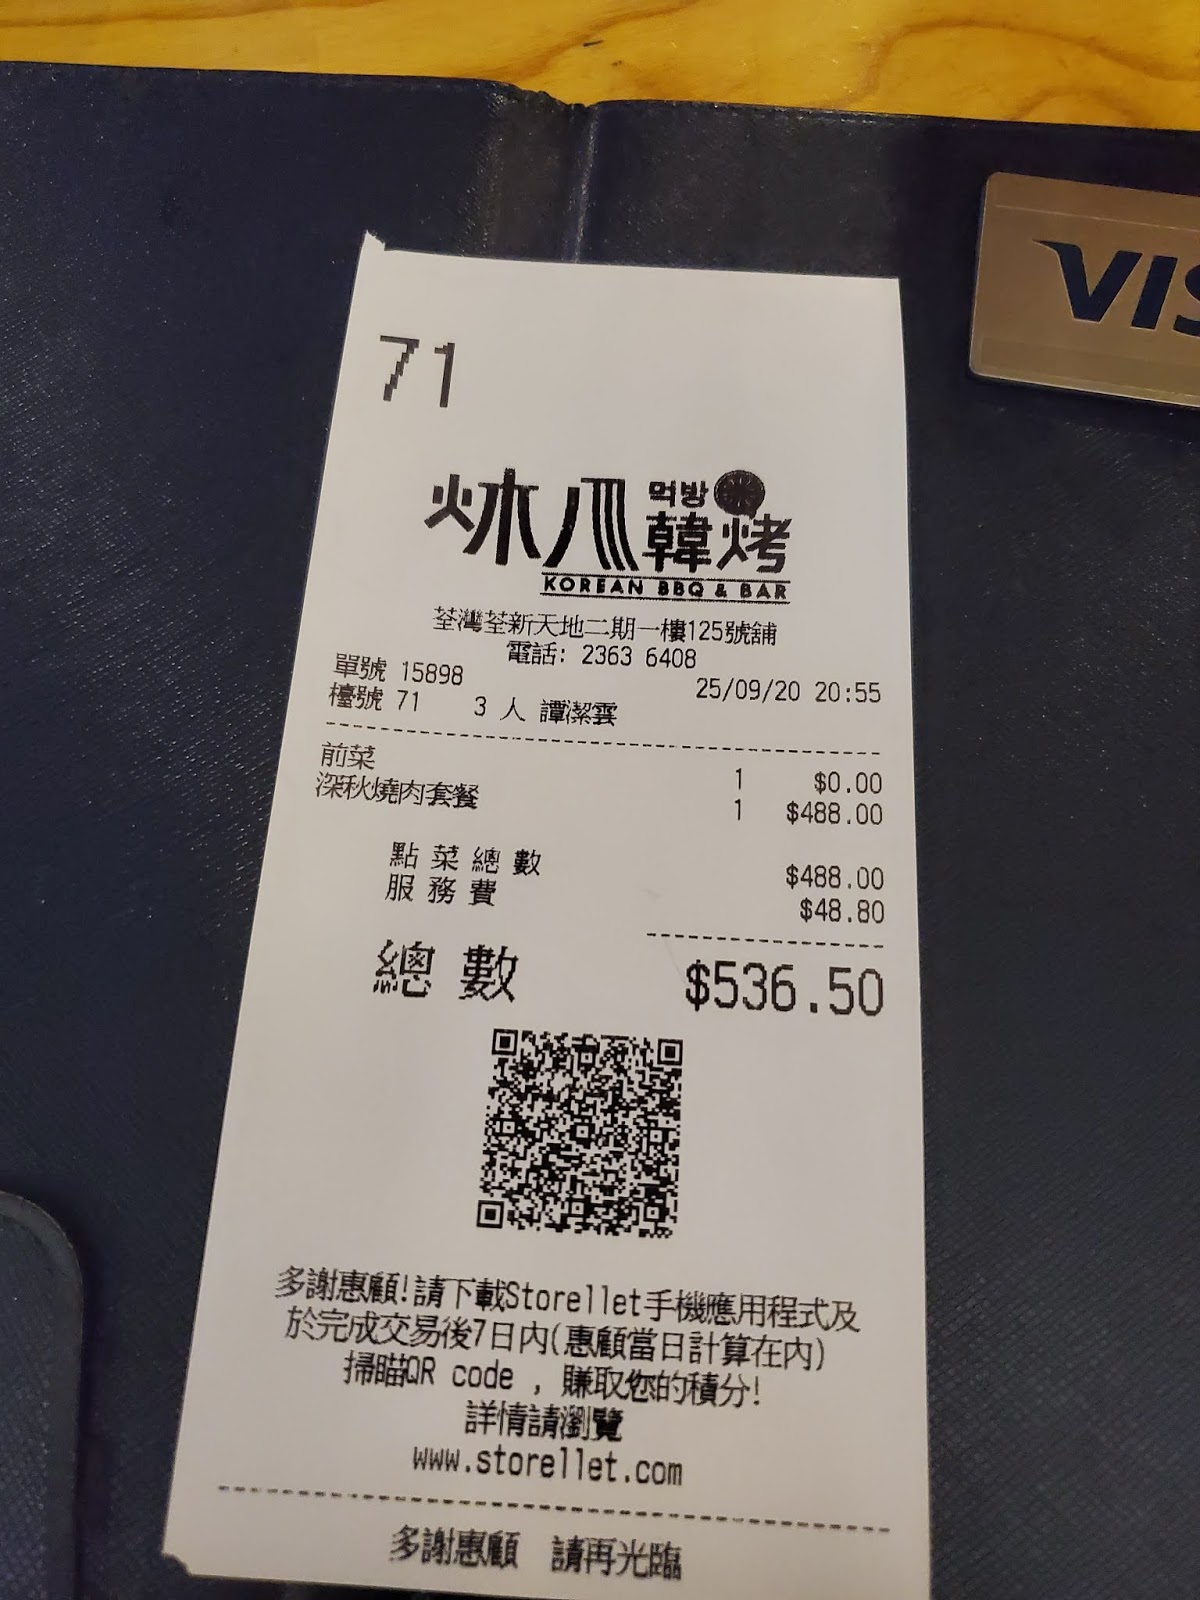 VIS
71
炑八 먹방 韓烤
KOREAN BBQ & BAR
荃灣荃新天地二期一樓125號舖
電話: 2363 6408
單號 15898 25/09/20 20:55
檯號 71 3 人 譚潔雲
前菜 1 $0.00
深秋燒肉套餐 1 $488.00
點菜總數 $488.00
服務費 $48.80
總數 $536.50
多謝惠顧!請下載Storellet手機應用程式及
於完成交易後7日內(惠顧當日計算在內)
掃瞄QR code , 賺取您的積分!
詳情請瀏覽
www.storellet.com
多謝惠顧 請再光臨